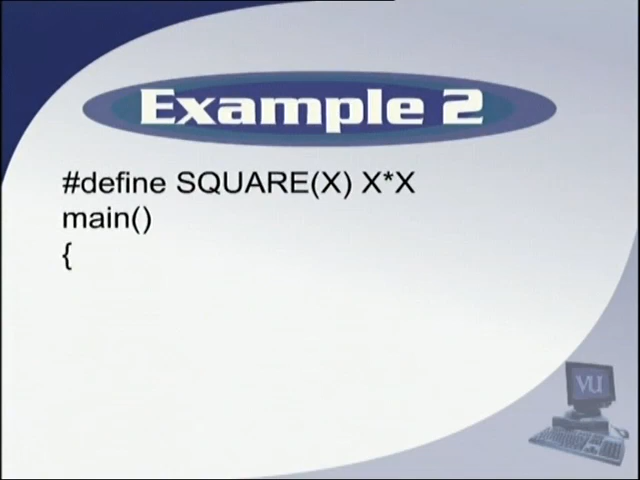 Example 2
#define SQUARE(X) X*X
main()
{
VU